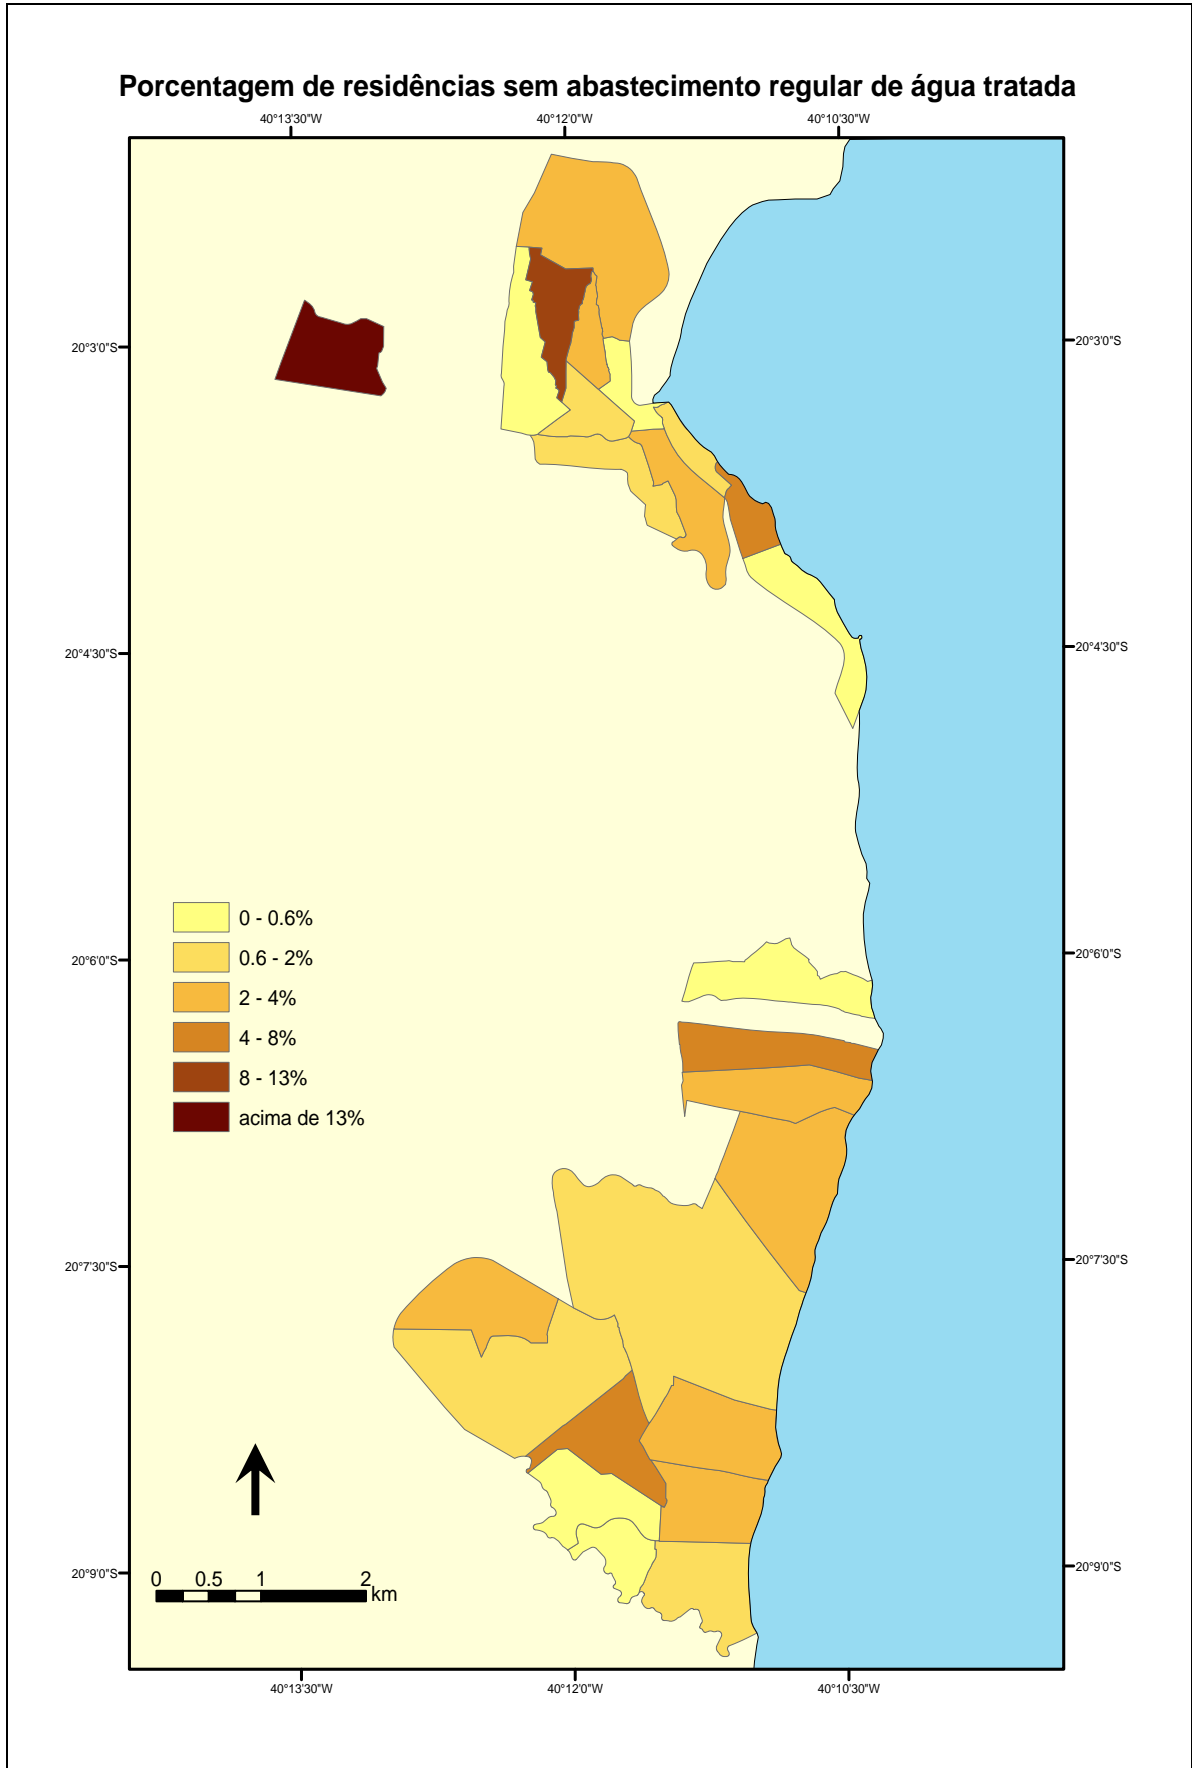 Porcentagem de residências sem abastecimento regular de água tratada
40°13'30"W 40°12'0"W 40°10'30"W
20°3'0"S 20°3'0"S
20°4'30"S 20°4'30"S
0 - 0.6%
0.6 - 2%
20°6'0"S 20°6'0"S
2 - 4%
4 - 8%
8 - 13%
acima de 13%
20°7'30"S 20°7'30"S
20°9'0"S 20°9'0"S
0 0.5 1 2
km
40°13'30"W 40°12'0"W 40°10'30"W